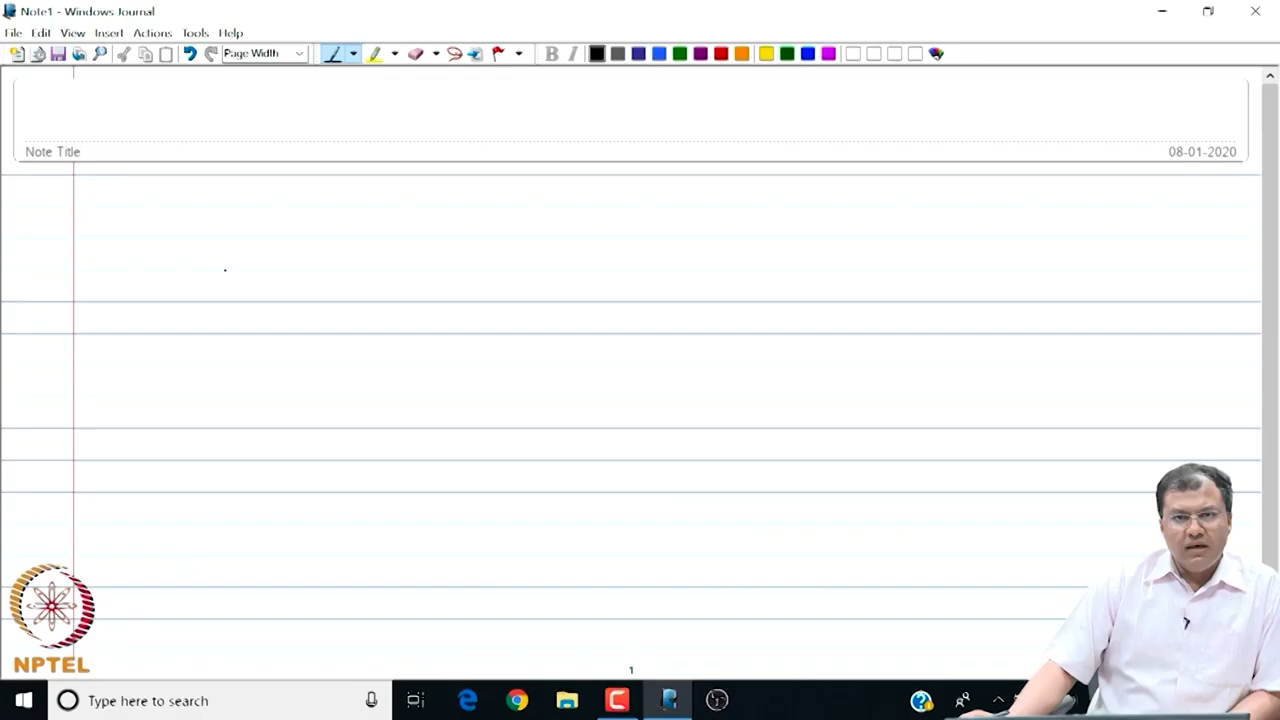 Note1 - Windows Journal
File Edit View Insert Actions Tools Help
Page Width B I
Note Title 08-01-2020
NPTEL
1
Type here to search